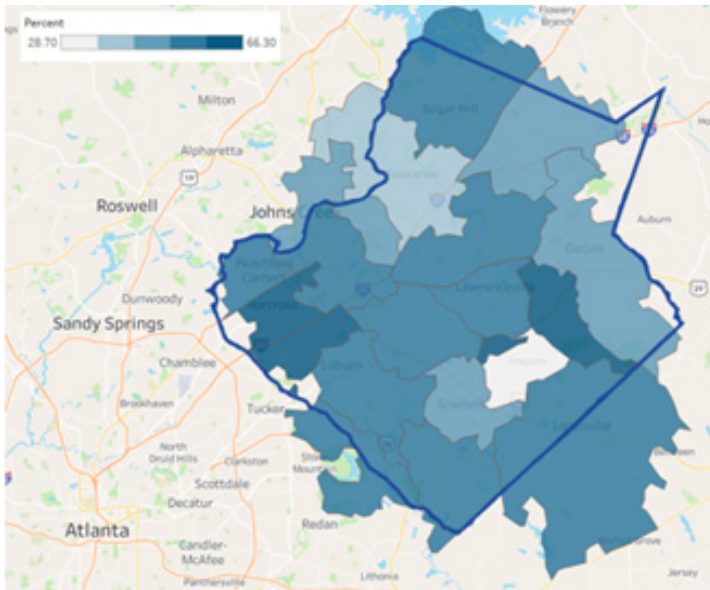 Percent
28.70 66.30
Flowery
Branch
Milton
Sugar Hill
Alpharetta
Roswell
Johns Creek
Auburn
Dacula
Peachtree
Corners
Dunwoody
Lawrenceville
Norcross
29
Sandy Springs
Chamblee
Lilburn
Grayson
Brookhaven
Tucker
Snellville
Loganville
North
Druid Hills
Clarkston
Stone
Mountain
Scottdale
Decatur
Atlanta
Redan
Candler-
McAfee
Lithonia
Panthersville
Jersey